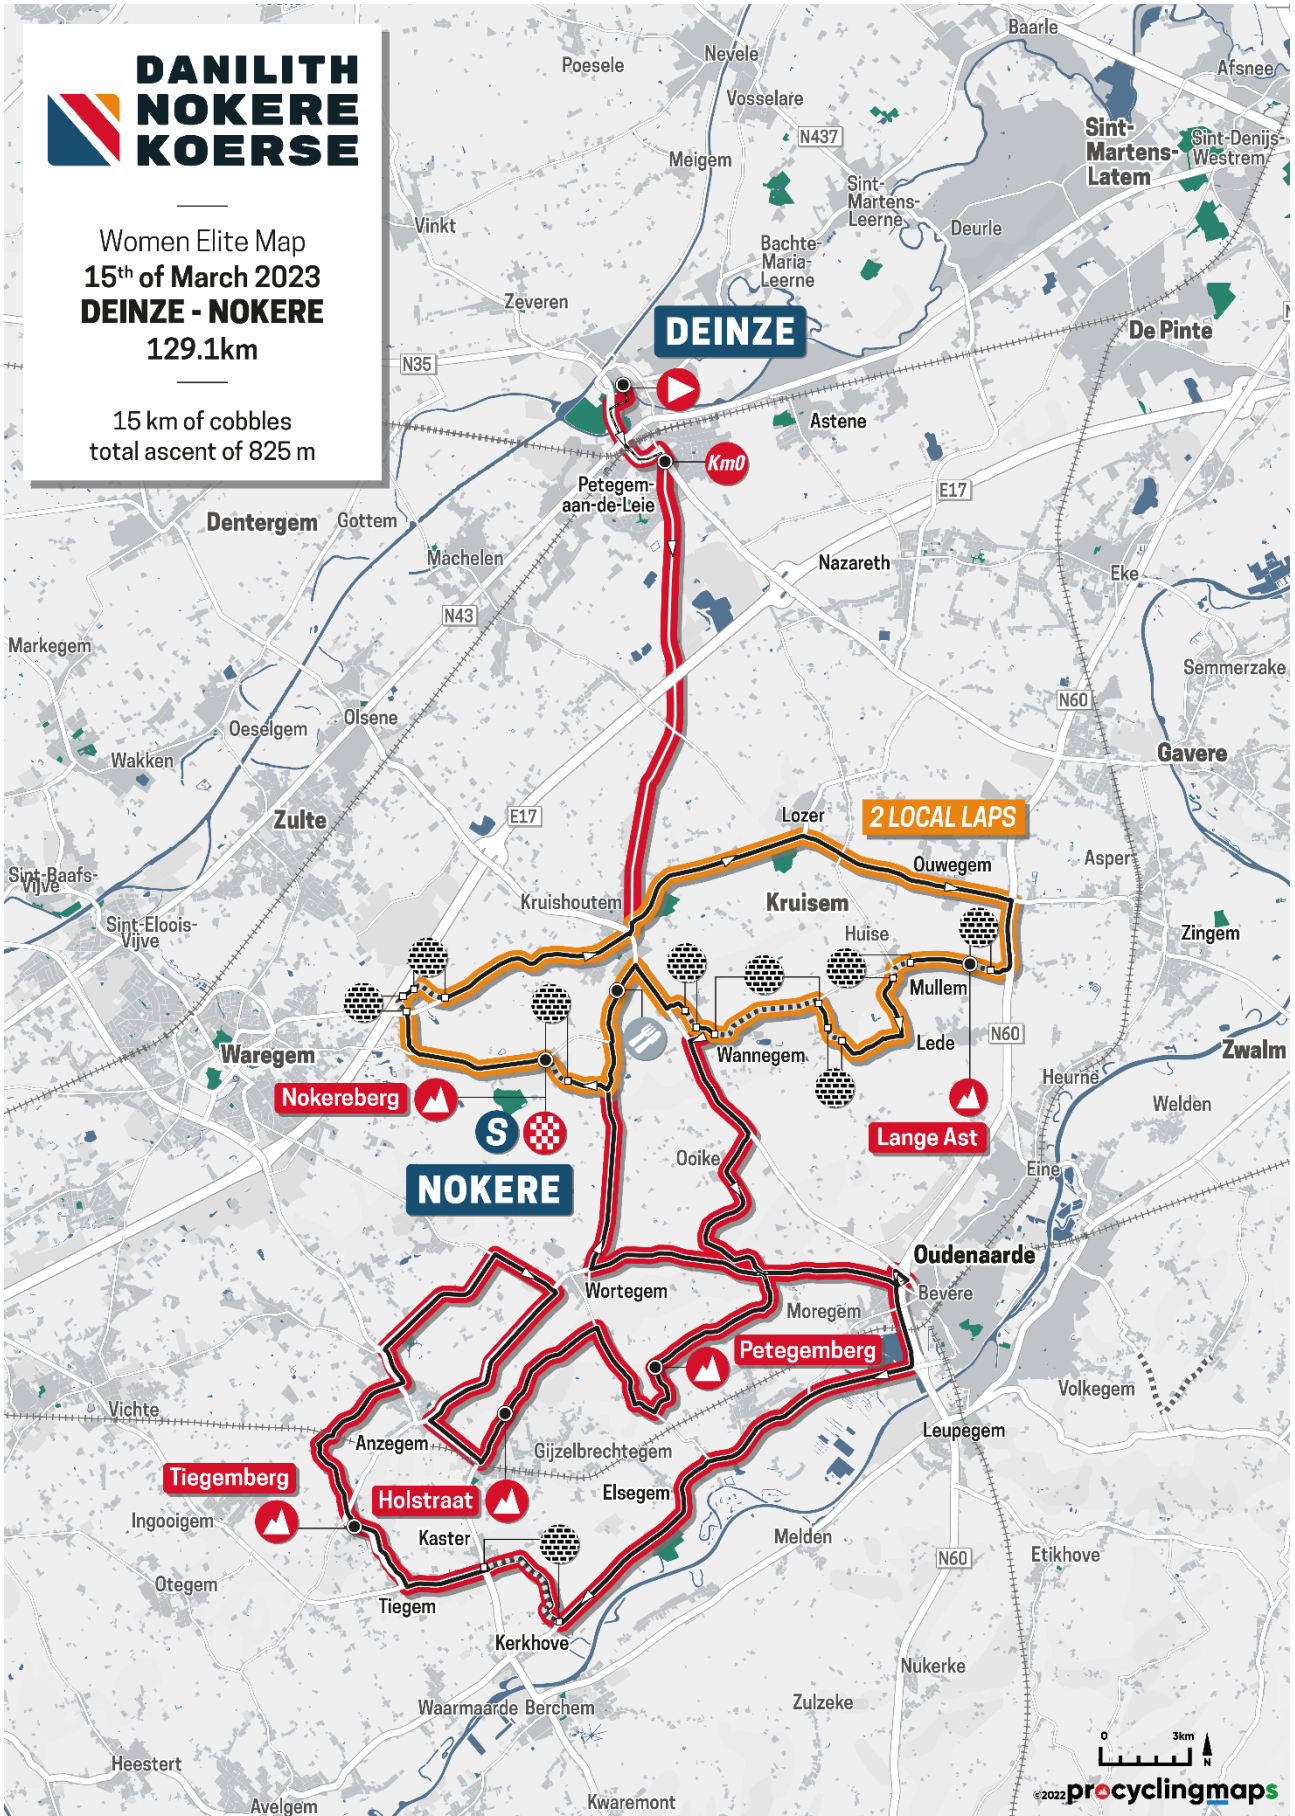 DANILITH
NOKERE
KOERSE
Women Elite Map
15th of March 2023
DEINZE - NOKERE
129.1km
15 km of cobbles
total ascent of 825 m
Baarle
Nevele
Poesele
Afsnee
Vosselare
Sint-
Martens-
Latem
Sint-Denijs-
Westrem
N437
Meigem
Sint-
Martens-
Leerne
Vinkt
Deurle
Bachte-
Maria-
Leerne
Zeveren
DEINZE
De Pinte
N35
Astene
Km0
Petegem-
aan-de-Leie
E17
Dentergem
Gottem
Machelen
Nazareth
Eke
N43
Markegem
Semmerzake
N60
Olsene
Oeselgem
Wakken
Gavere
E17
Zulte
Lozer
2 LOCAL LAPS
Ouwegem
Asper
Sint-Baafs-
Vijve
Kruishoutem
Kruisem
Sint-Eloois-
Vijve
Huise
Zingem
Mullem
N60
Waregem
Wannegem
Lede
Zwalm
Heurne
Nokereberg
Welden
S
Lange Ast
Ooike
Eine
NOKERE
Oudenaarde
Wortegem
Bevere
Moregem
Petegemberg
Volkegem
Vichte
Anzegem
Leupegem
Gijzelbrechtegem
Tiegemberg
Holstraat
Elsegem
Ingooigem
Kaster
Melden
N60
Etikhove
Otegem
Tiegem
Kerkhove
Nukerke
Waarmaarde
Berchem
Zulzeke
Heestert
0
3km
N
©2022 procyclingmaps
Avelgem
Kwaremont